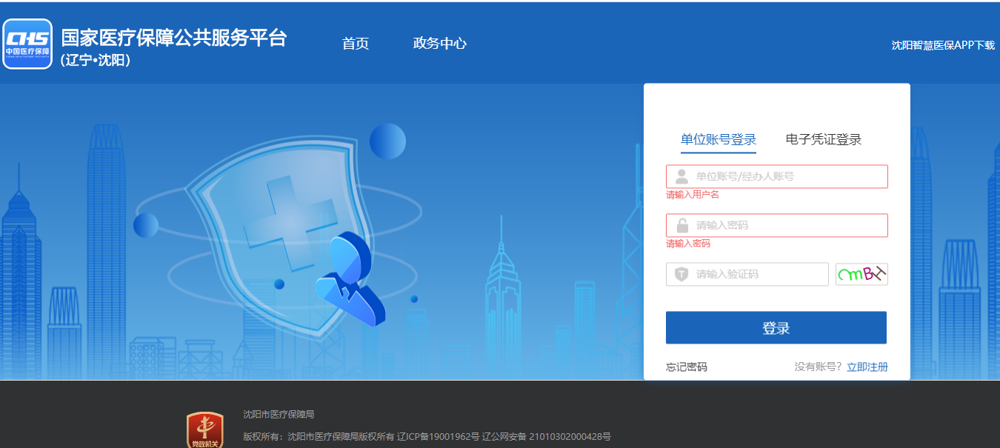 CHS
中国医疗保障
国家医疗保障公共服务平台
(辽宁•沈阳)
首页
政务中心
沈阳智慧医保APP下载
单位账号登录
电子凭证登录
单位账号/经办人账号
请输入用户名
请输入密码
请输入密码
请输入验证码
CmBX
登录
忘记密码
没有账号？立即注册
沈阳市医疗保障局
版权所有：沈阳市医疗保障局版权所有 辽ICP备19001962号 辽公网安备 21010302000428号
党政机关